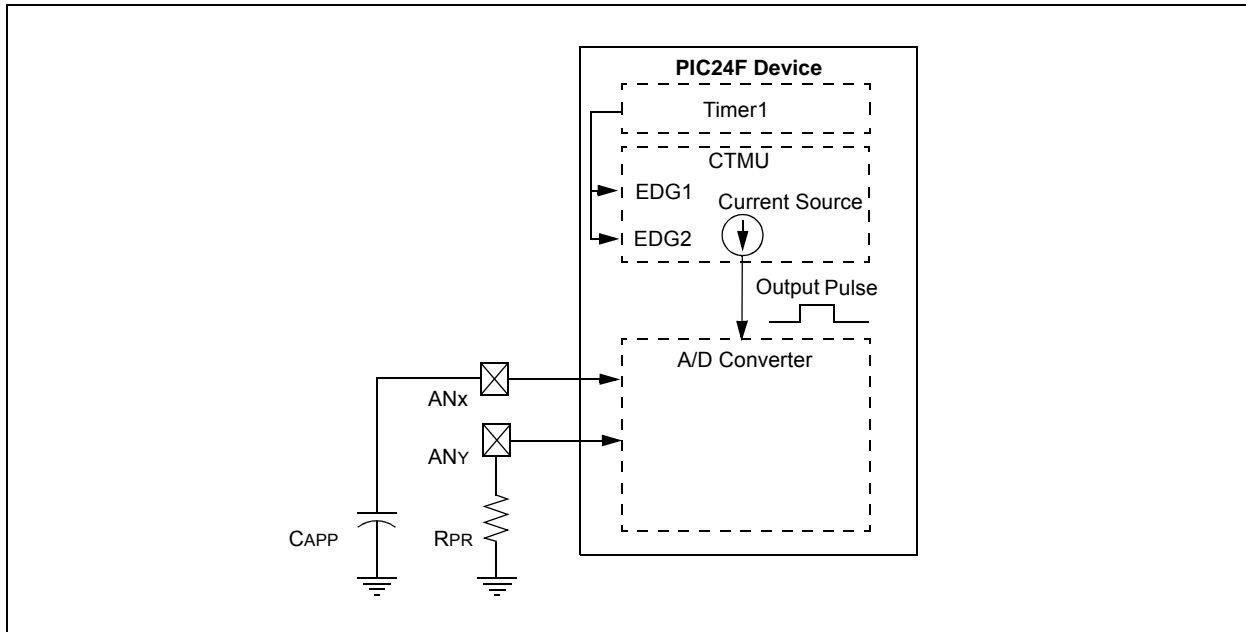 PIC24F Device
Timer1
CTMU
EDG1
Current Source
EDG2
Output Pulse
A/D Converter
ANX
ANY
CAPP
RPR